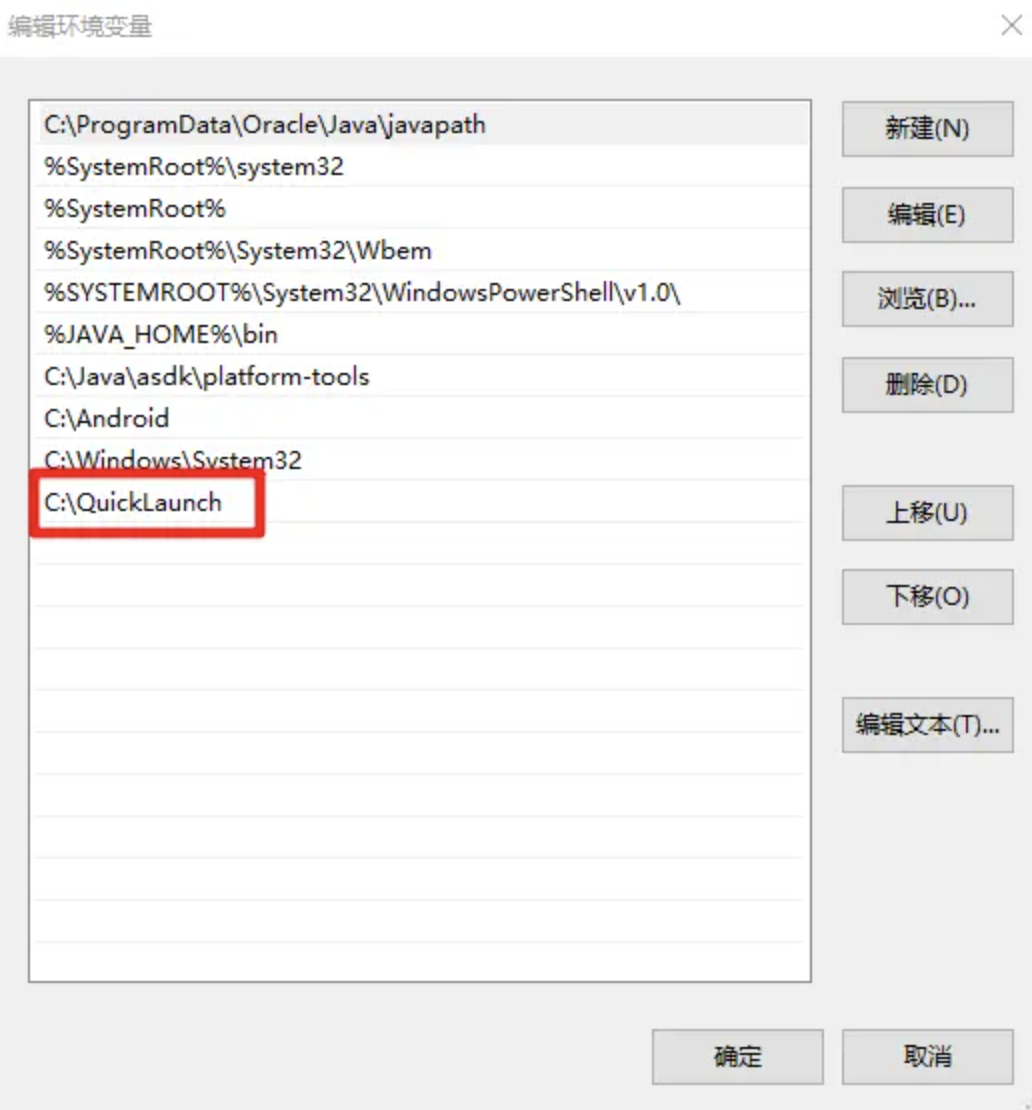 编辑环境变量
C:\ProgramData\Oracle\Java\javapath
新建(N)
%SystemRoot%\system32
%SystemRoot%
编辑(E)
%SystemRoot%\System32\Wbem
%SYSTEMROOT%\System32\WindowsPowerShell\v1.0\
浏览(B)...
%JAVA_HOME%\bin
C:\Java\asdk\platform-tools
删除(D)
C:\Android
C:\Windows\System32
C:\QuickLaunch
上移(U)
下移(O)
编辑文本(T)...
确定
取消